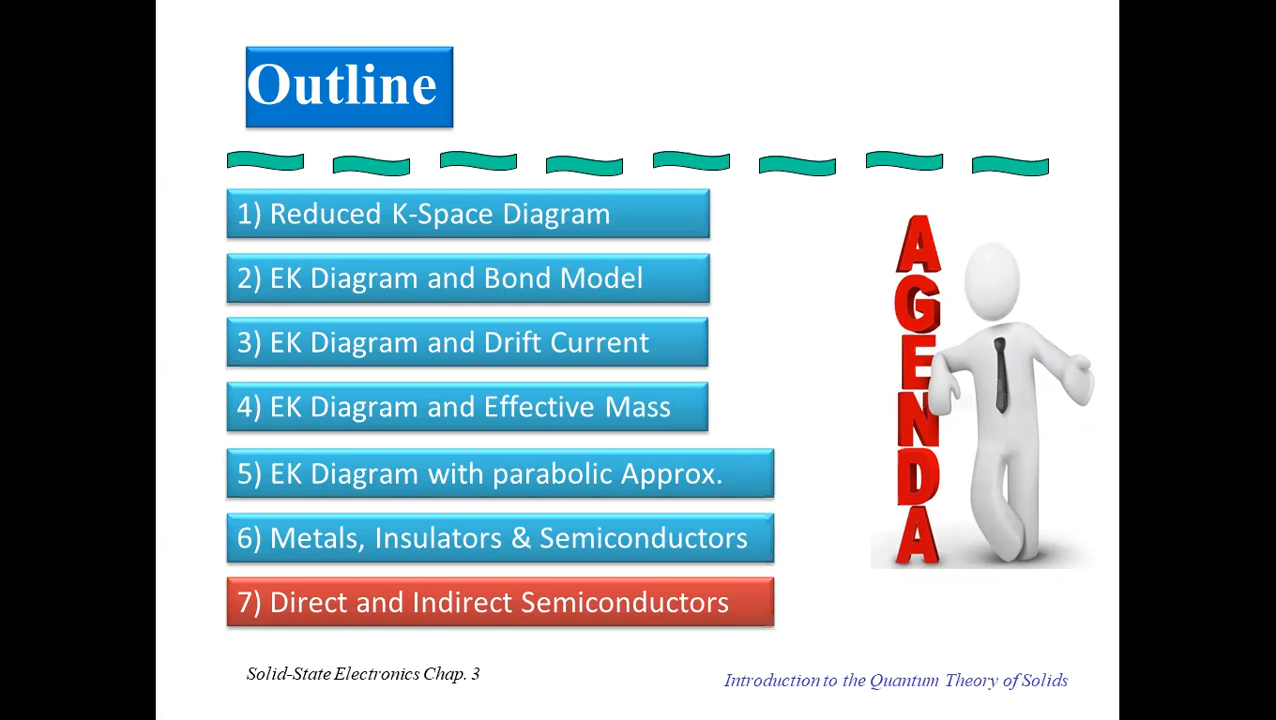 Outline
1) Reduced K-Space Diagram
2) EK Diagram and Bond Model
3) EK Diagram and Drift Current
4) EK Diagram and Effective Mass
5) EK Diagram with parabolic Approx.
6) Metals, Insulators & Semiconductors
7) Direct and Indirect Semiconductors
AGENDA
Solid-State Electronics Chap. 3
Introduction to the Quantum Theory of Solids